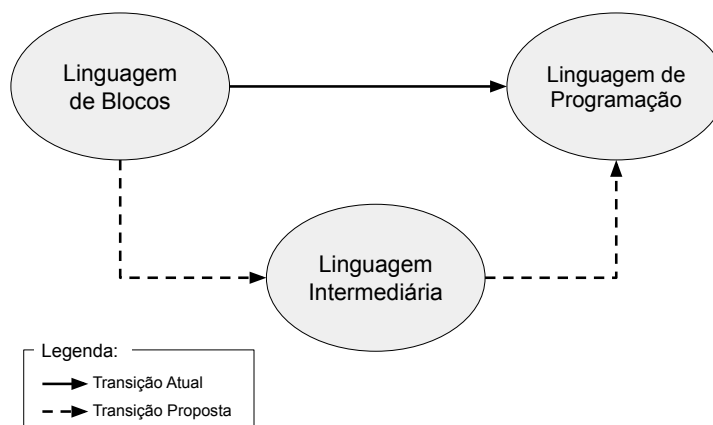 Linguagem
de Blocos
Linguagem de
Programação
Linguagem
Intermediária
Legenda:
Transição Atual
Transição Proposta